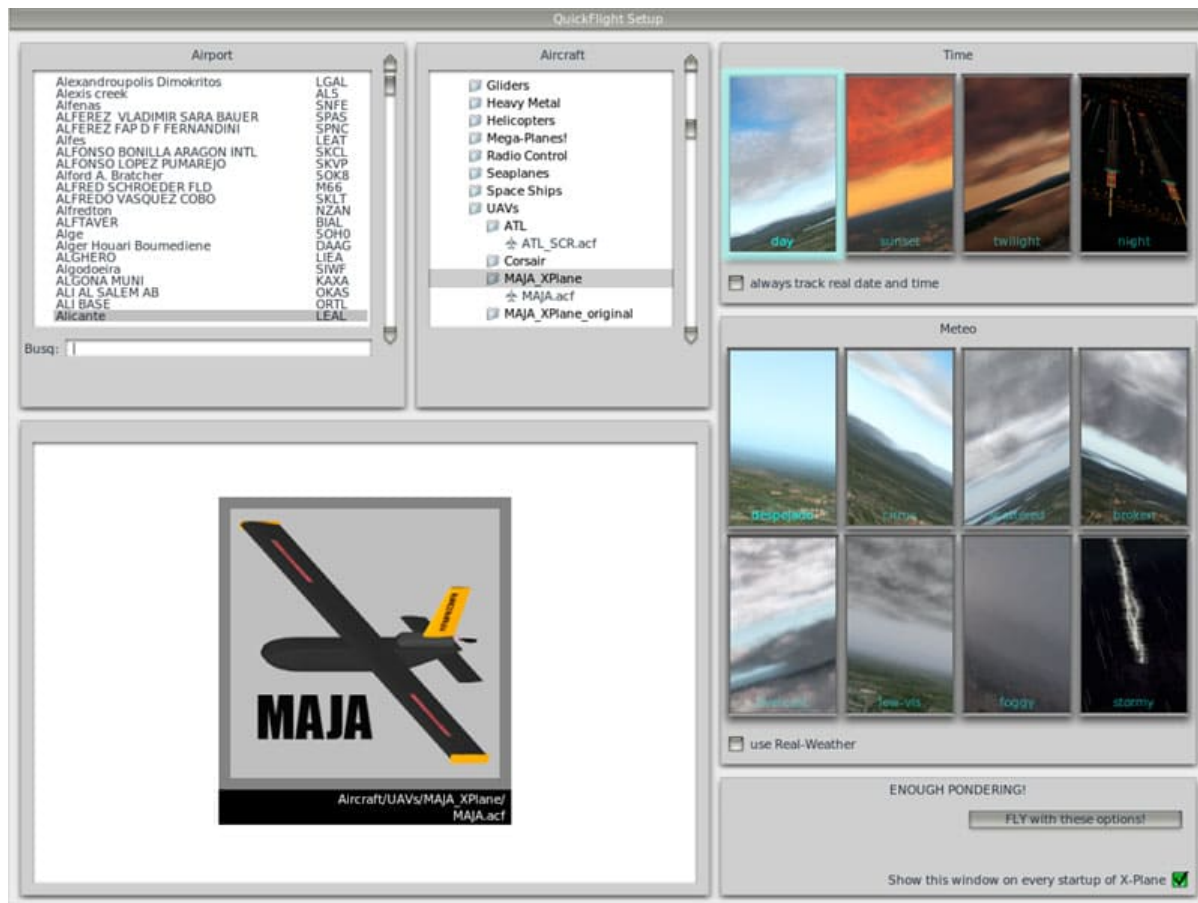 QuickFlight Setup
Airport
Alexandroupolis Dimokritos LGAL
Alexis creek AL5
Alfenas SNFE
ALFEREZ VLADIMIR SARA BAUER SPAS
ALFEREZ FAP D F FERNANDINI SPNC
Alfes LEAT
ALFONSO BONILLA ARAGON INTL SKCL
ALFONSO LOPEZ PUMAREJO SKVP
Alford A. Bratcher 5OK8
ALFRED SCHROEDER FLD M66
ALFREDO VASQUEZ COBO SKLT
Alfredton NZAN
ALFTAVER BIAL
Alge 5OH0
Alger Houari Boumediene DAAG
ALGHERO LIEA
Algodoeira SIWF
ALGONA MUNI KAXA
ALI AL SALEM AB OKAS
ALI BASE ORTL
Alicante LEAL
Busq:
Aircraft
Gliders
Heavy Metal
Helicopters
Mega-Planes!
Radio Control
Seaplanes
Space Ships
UAVs
ATL
ATL_SCR.acf
Corsair
MAJA_XPlane
MAJA.acf
MAJA_XPlane_original
Time
day sunset twilight night
always track real date and time
Meteo
despejado cirrus scattered broken
overcast low-vis foggy stormy
use Real-Weather
MAJA
Aircraft/UAVs/MAJA_XPlane/
MAJA.acf
ENOUGH PONDERING!
FLY with these options!
Show this window on every startup of X-Plane